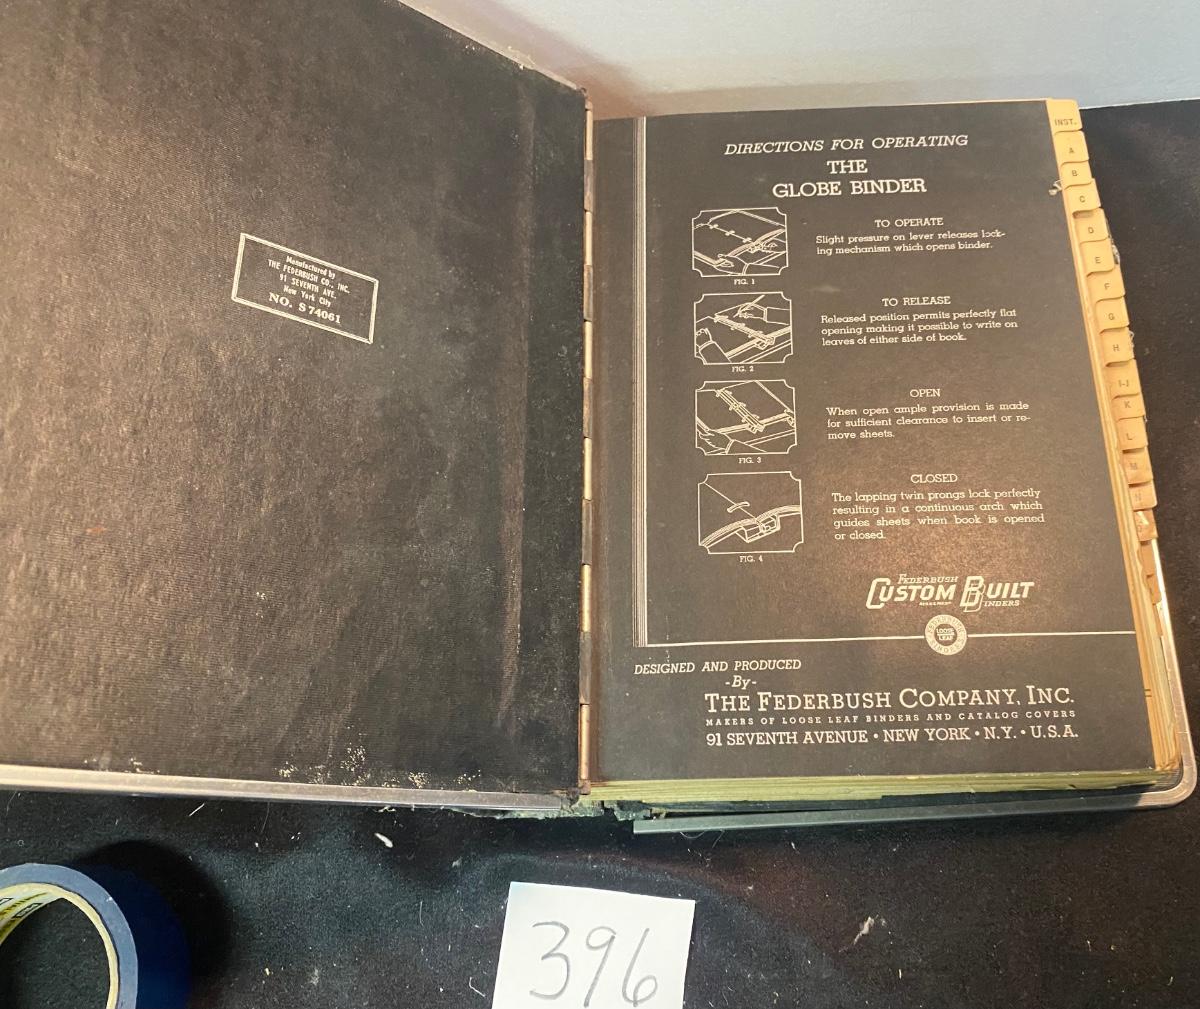 Manufactured by
THE FEDERBUSH CO., INC.
91 SEVENTH AVE.
New York City
NO. S 74061
DIRECTIONS FOR OPERATING
THE
GLOBE BINDER
FIG. 1
TO OPERATE
Slight pressure on lever releases lock-
ing mechanism which opens binder.
FIG. 2
TO RELEASE
Released position permits perfectly flat
opening making it possible to write on
leaves of either side of book.
FIG. 3
OPEN
When open ample provision is made
for sufficient clearance to insert or re-
move sheets.
FIG. 4
CLOSED
The lapping twin prongs lock perfectly
resulting in a continuous arch which
guides sheets when book is opened
or closed.
FEDERBUSH
CUSTOM BUILT
BINDERS
LOOSE
LEAF
DESIGNED AND PRODUCED
-By-
THE FEDERBUSH COMPANY, INC.
MAKERS OF LOOSE LEAF BINDERS AND CATALOG COVERS
91 SEVENTH AVENUE • NEW YORK • N.Y. • U.S.A.
INST.
A
B
C
D
E
F
G
H
I-J
K
L
M
N
396